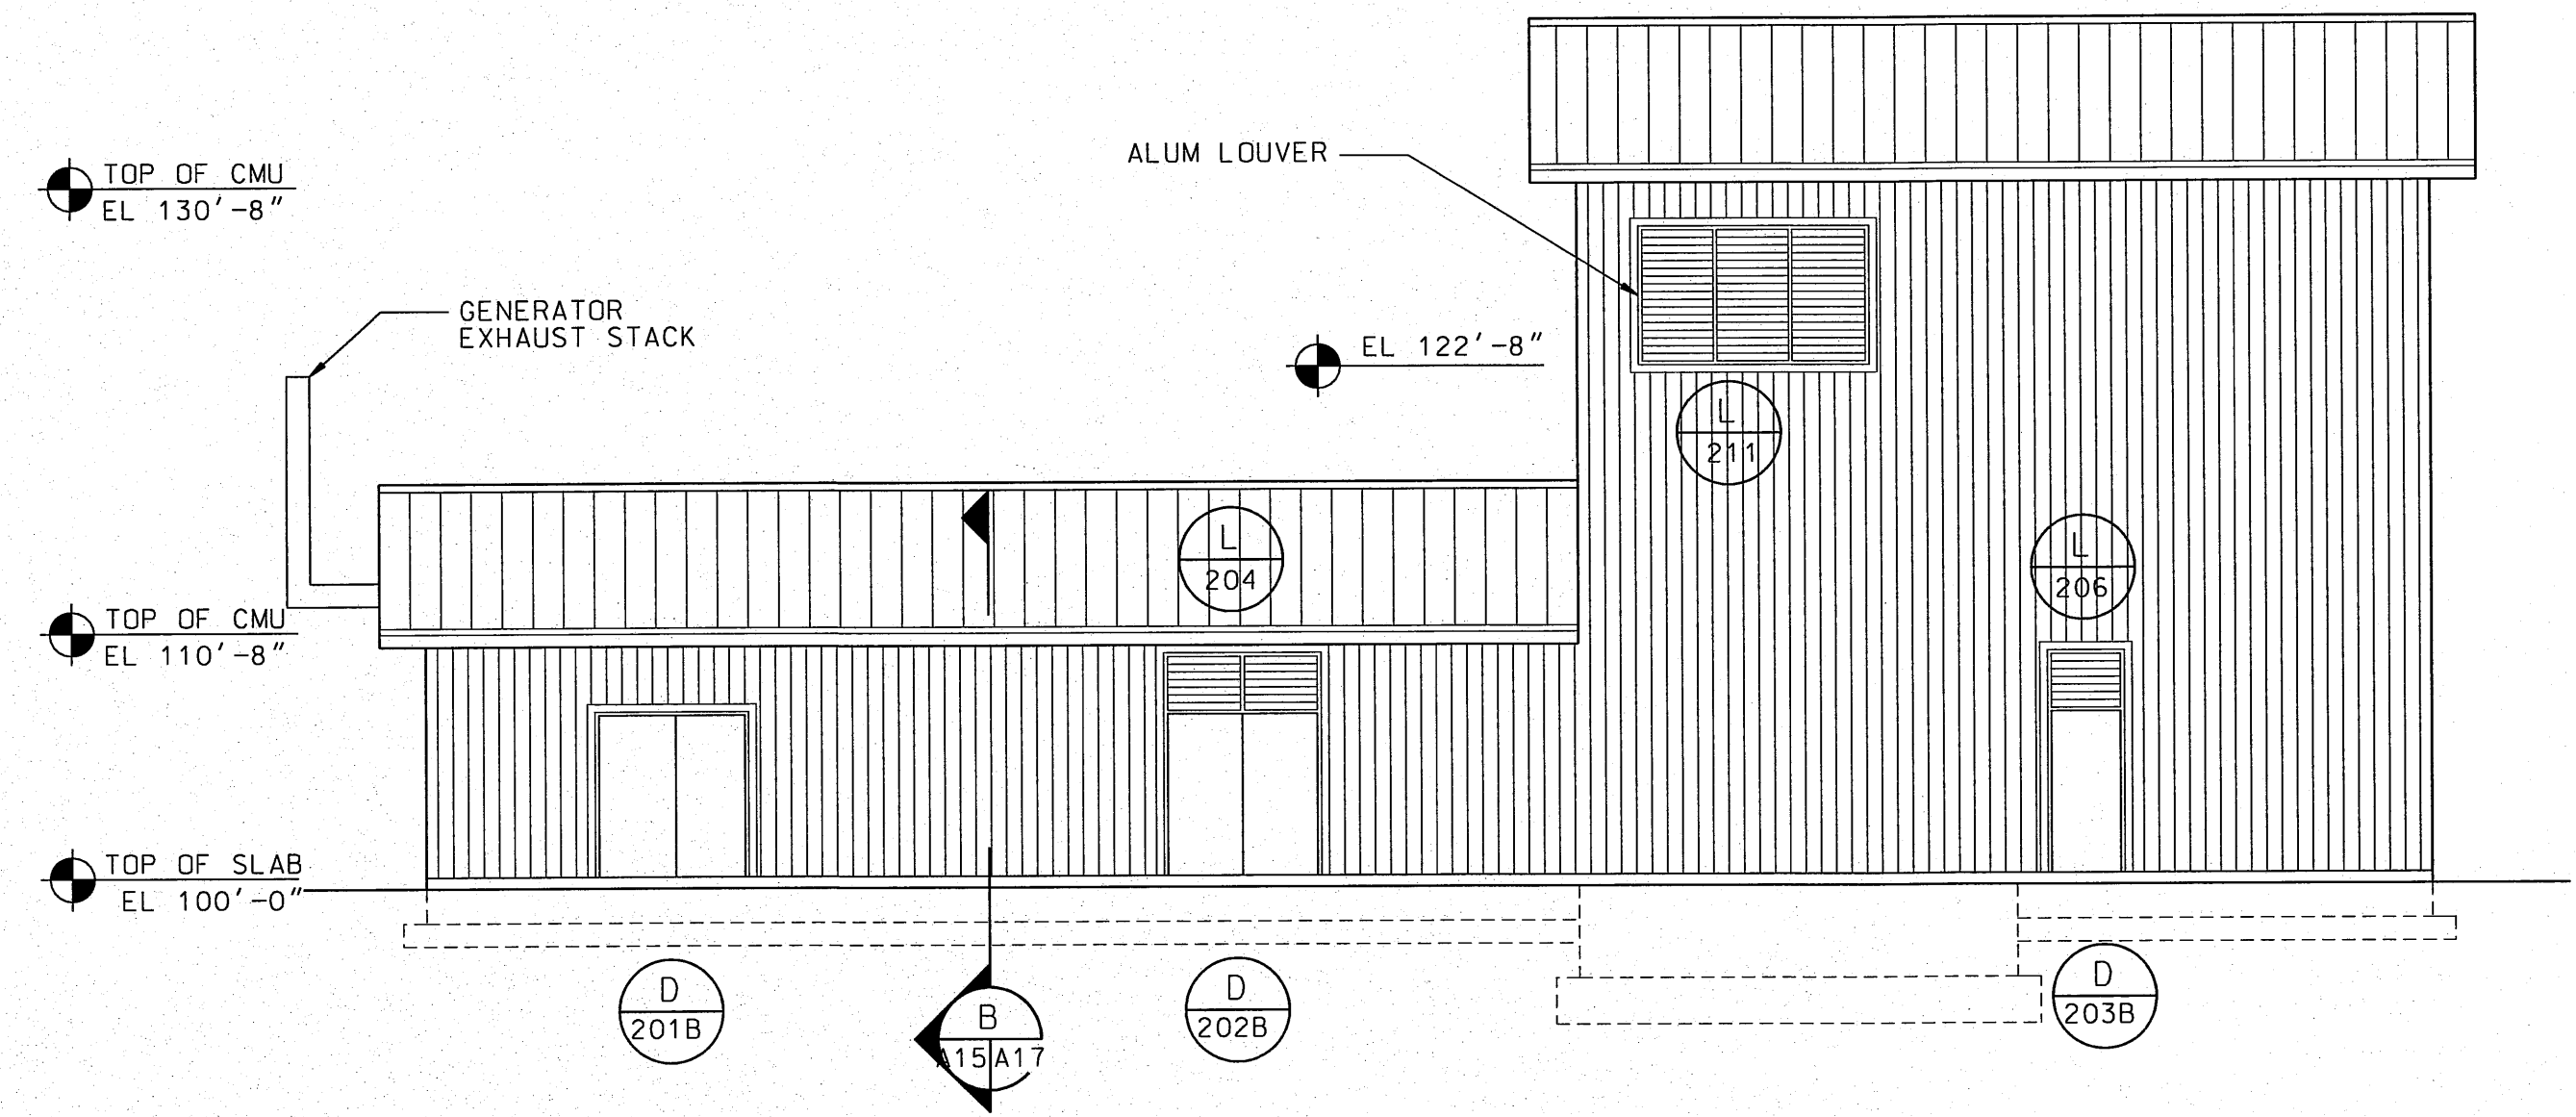 ALUM LOUVER
TOP OF CMU
EL 130'-8"
GENERATOR
EXHAUST STACK
EL 122'-8"
L
211
L
204
L
206
TOP OF CMU
EL 110'-8"
TOP OF SLAB
EL 100'-0"
D
201B
B
A15 A17
D
202B
D
203B